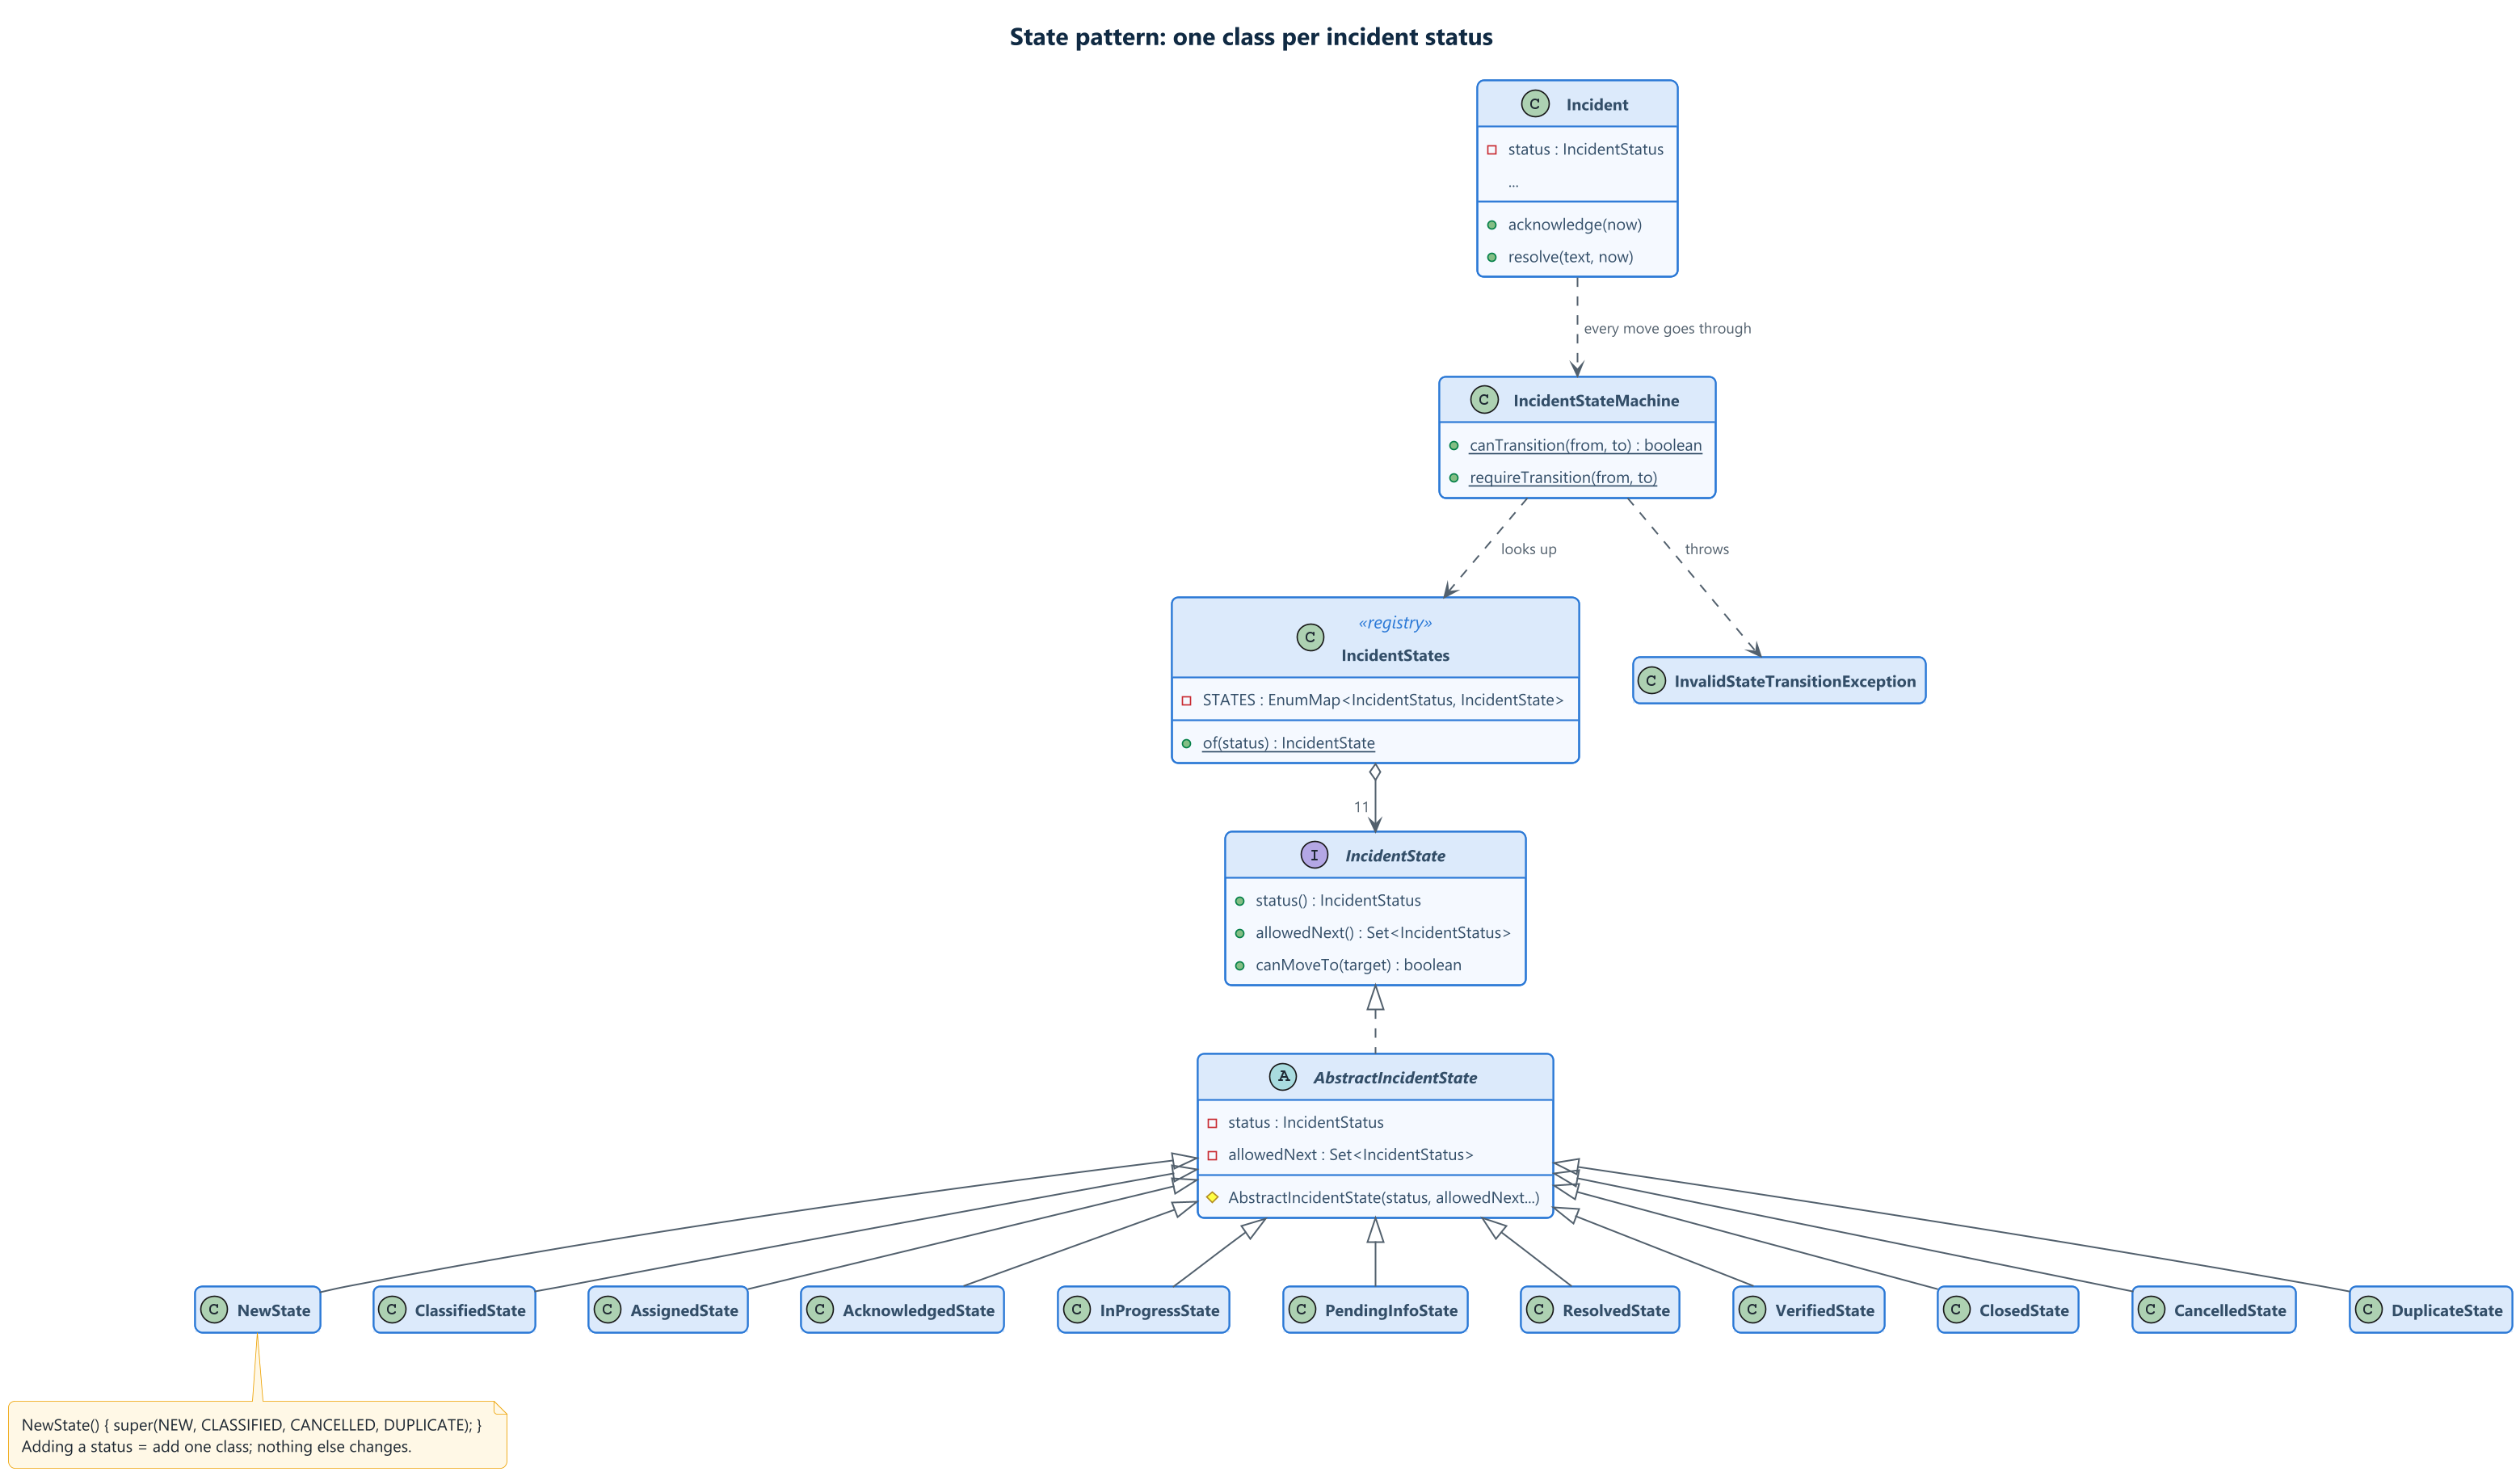 State pattern: one class per incident status
C Incident
status : IncidentStatus
...
acknowledge(now)
resolve(text, now)
every move goes through
C IncidentStateMachine
canTransition(from, to) : boolean
requireTransition(from, to)
looks up
throws
«registry»
C IncidentStates
STATES : EnumMap<IncidentStatus, IncidentState>
of(status) : IncidentState
C InvalidStateTransitionException
11
I IncidentState
status() : IncidentStatus
allowedNext() : Set<IncidentStatus>
canMoveTo(target) : boolean
A AbstractIncidentState
status : IncidentStatus
allowedNext : Set<IncidentStatus>
AbstractIncidentState(status, allowedNext...)
C NewState
C ClassifiedState
C AssignedState
C AcknowledgedState
C InProgressState
C PendingInfoState
C ResolvedState
C VerifiedState
C ClosedState
C CancelledState
C DuplicateState
NewState() { super(NEW, CLASSIFIED, CANCELLED, DUPLICATE); }
Adding a status = add one class; nothing else changes.